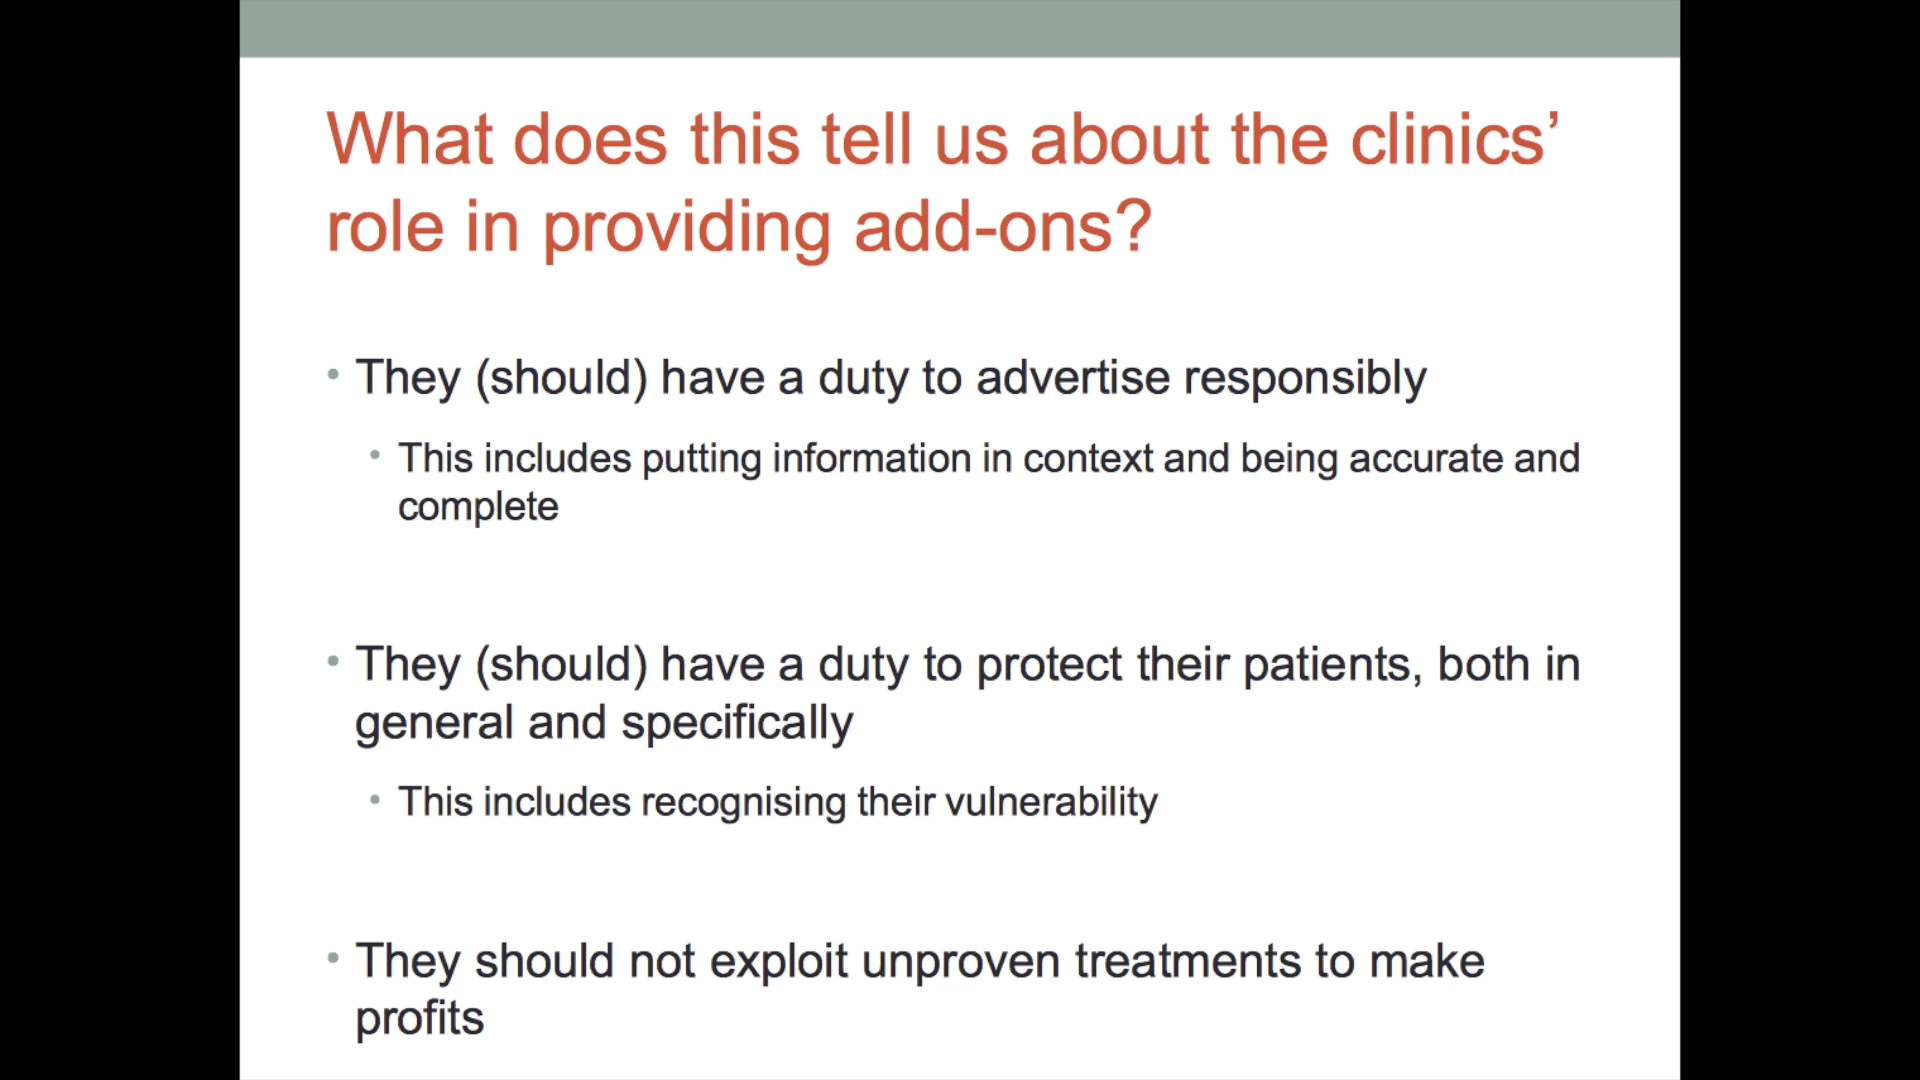 What does this tell us about the clinics’
role in providing add-ons?
• They (should) have a duty to advertise responsibly
• This includes putting information in context and being accurate and
complete
• They (should) have a duty to protect their patients, both in
general and specifically
• This includes recognising their vulnerability
• They should not exploit unproven treatments to make
profits